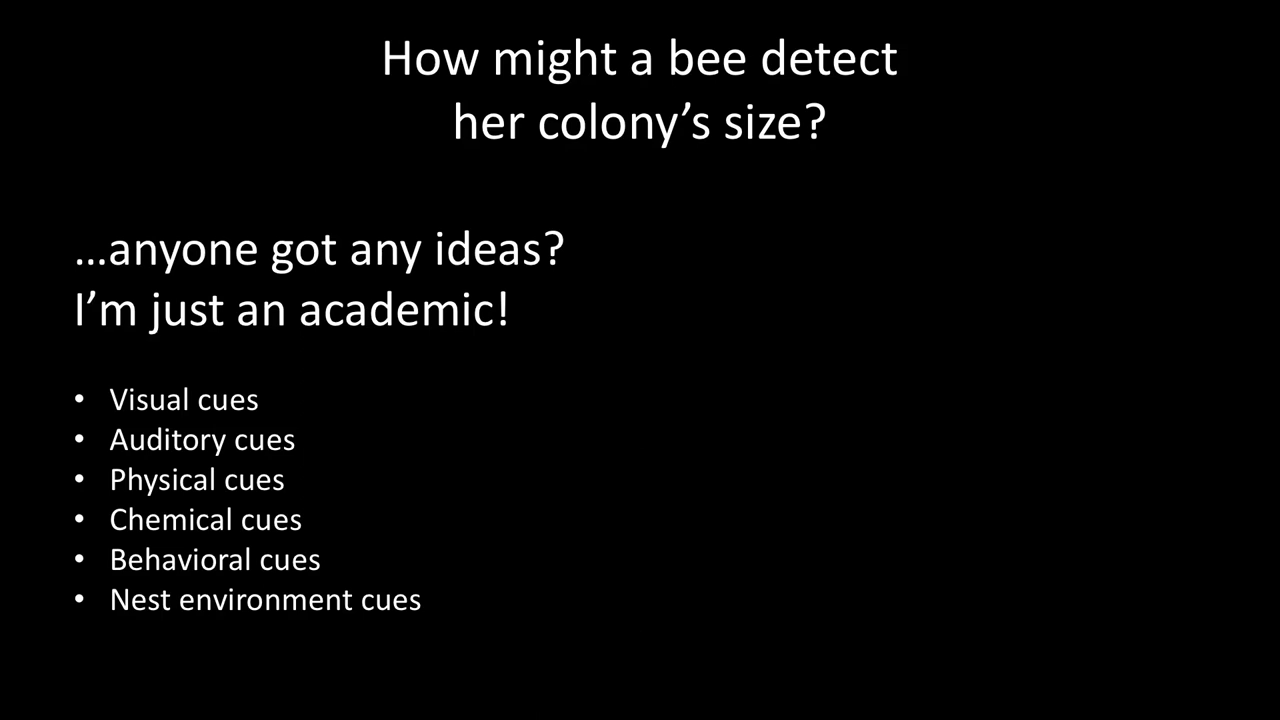 How might a bee detect
her colony’s size?
…anyone got any ideas?
I’m just an academic!
• Visual cues
• Auditory cues
• Physical cues
• Chemical cues
• Behavioral cues
• Nest environment cues